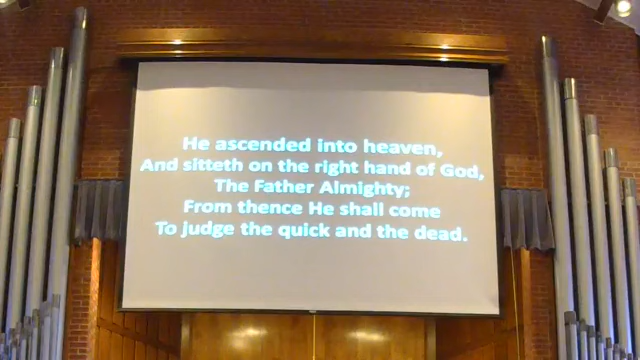 He ascended into heaven,
And sitteth on the right hand of God,
The Father Almighty;
From thence He shall come
To judge the quick and the dead.